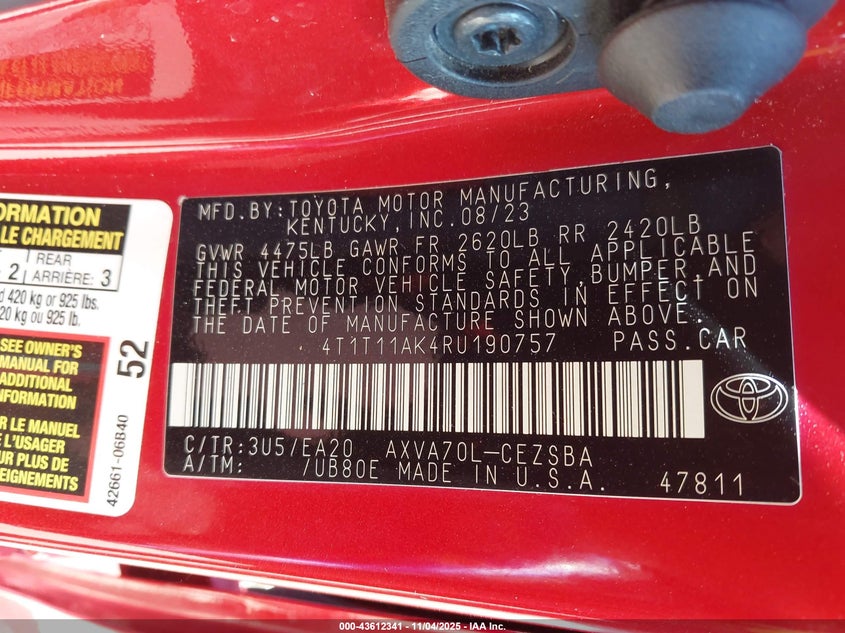 MFD.BY:TOYOTA MOTOR MANUFACTURING,
KENTUCKY,INC.08/23
GVWR 4475LB GAWR FR 2620LB RR 2420LB
THIS VEHICLE CONFORMS TO ALL APPLICABLE
FEDERAL MOTOR VEHICLE SAFETY,BUMPER,AND
THEFT PREVENTION STANDARDS IN EFFECT ON
THE DATE OF MANUFACTURE SHOWN ABOVE.
4T1T11AK4RU190757 PASS.CAR
C/TR:3U5/EA20 AXVA70L-CEZSBA
A/TM: /UB80E MADE IN U.S.A. 47811
ORMATION
LE CHARGEMENT
2 REAR
ARRIÈRE: 3
d 420 kg or 925 lbs.
20 kg ou 925 lb.
SEE OWNER'S
MANUAL FOR
ADDITIONAL
INFORMATION
R LE MANUEL
L'USAGER
UR PLUS DE
EIGNEMENTS
52
42661-06B40
000-43612341 - 11/04/2025 - IAA Inc.